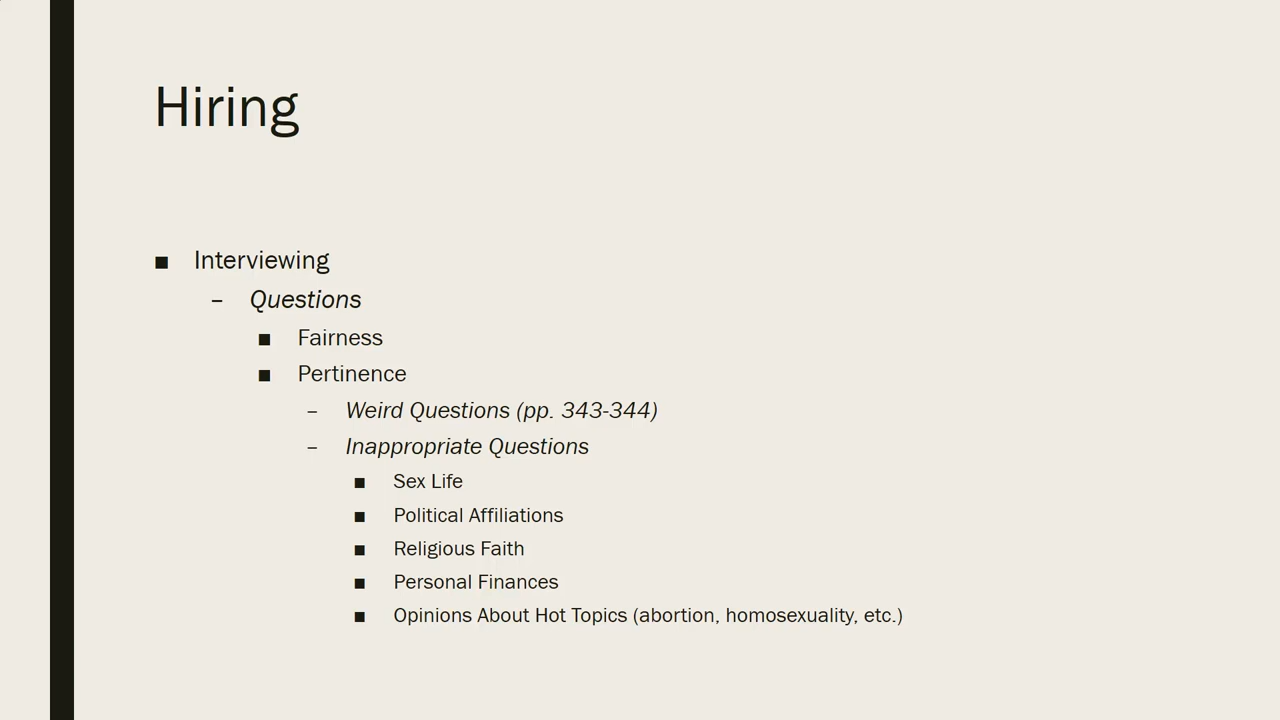 Hiring
■ Interviewing
– Questions
■ Fairness
■ Pertinence
– Weird Questions (pp. 343-344)
– Inappropriate Questions
■ Sex Life
■ Political Affiliations
■ Religious Faith
■ Personal Finances
■ Opinions About Hot Topics (abortion, homosexuality, etc.)